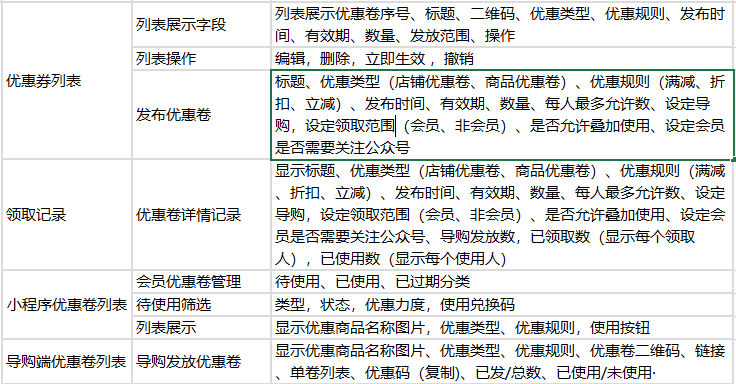 优惠券列表
列表展示字段
列表展示优惠卷序号、标题、二维码、优惠类型、优惠规则、发布时
间、有效期、数量、发放范围、操作
列表操作
编辑，删除，立即生效 ，撤销
发布优惠卷
标题、优惠类型（店铺优惠卷、商品优惠卷）、优惠规则（满减、折
扣、立减）、发布时间、有效期、数量、每人最多允许数、设定导
购，设定领取范围（会员、非会员）、是否允许叠加使用、设定会员
是否需要关注公众号
领取记录
优惠卷详情记录
显示标题、优惠类型（店铺优惠卷、商品优惠卷）、优惠规则（满减
、折扣、立减）、发布时间、有效期、数量、每人最多允许数、设定
导购，设定领取范围（会员、非会员）、是否允许叠加使用、设定会
员是否需要关注公众号、导购发放数，已领取数（显示每个领取
人），已使用数（显示每个使用人）
小程序优惠卷列表
会员优惠卷管理
待使用、已使用、已过期分类
待使用筛选
类型，状态，优惠力度，使用兑换码
列表展示
显示优惠商品名称图片，优惠类型、优惠规则，使用按钮
导购端优惠卷列表
导购发放优惠卷
显示优惠商品名称图片、优惠类型、优惠规则、优惠卷二维码、链接
、单卷列表、优惠码（复制)、已发/总数、已使用/未使用·